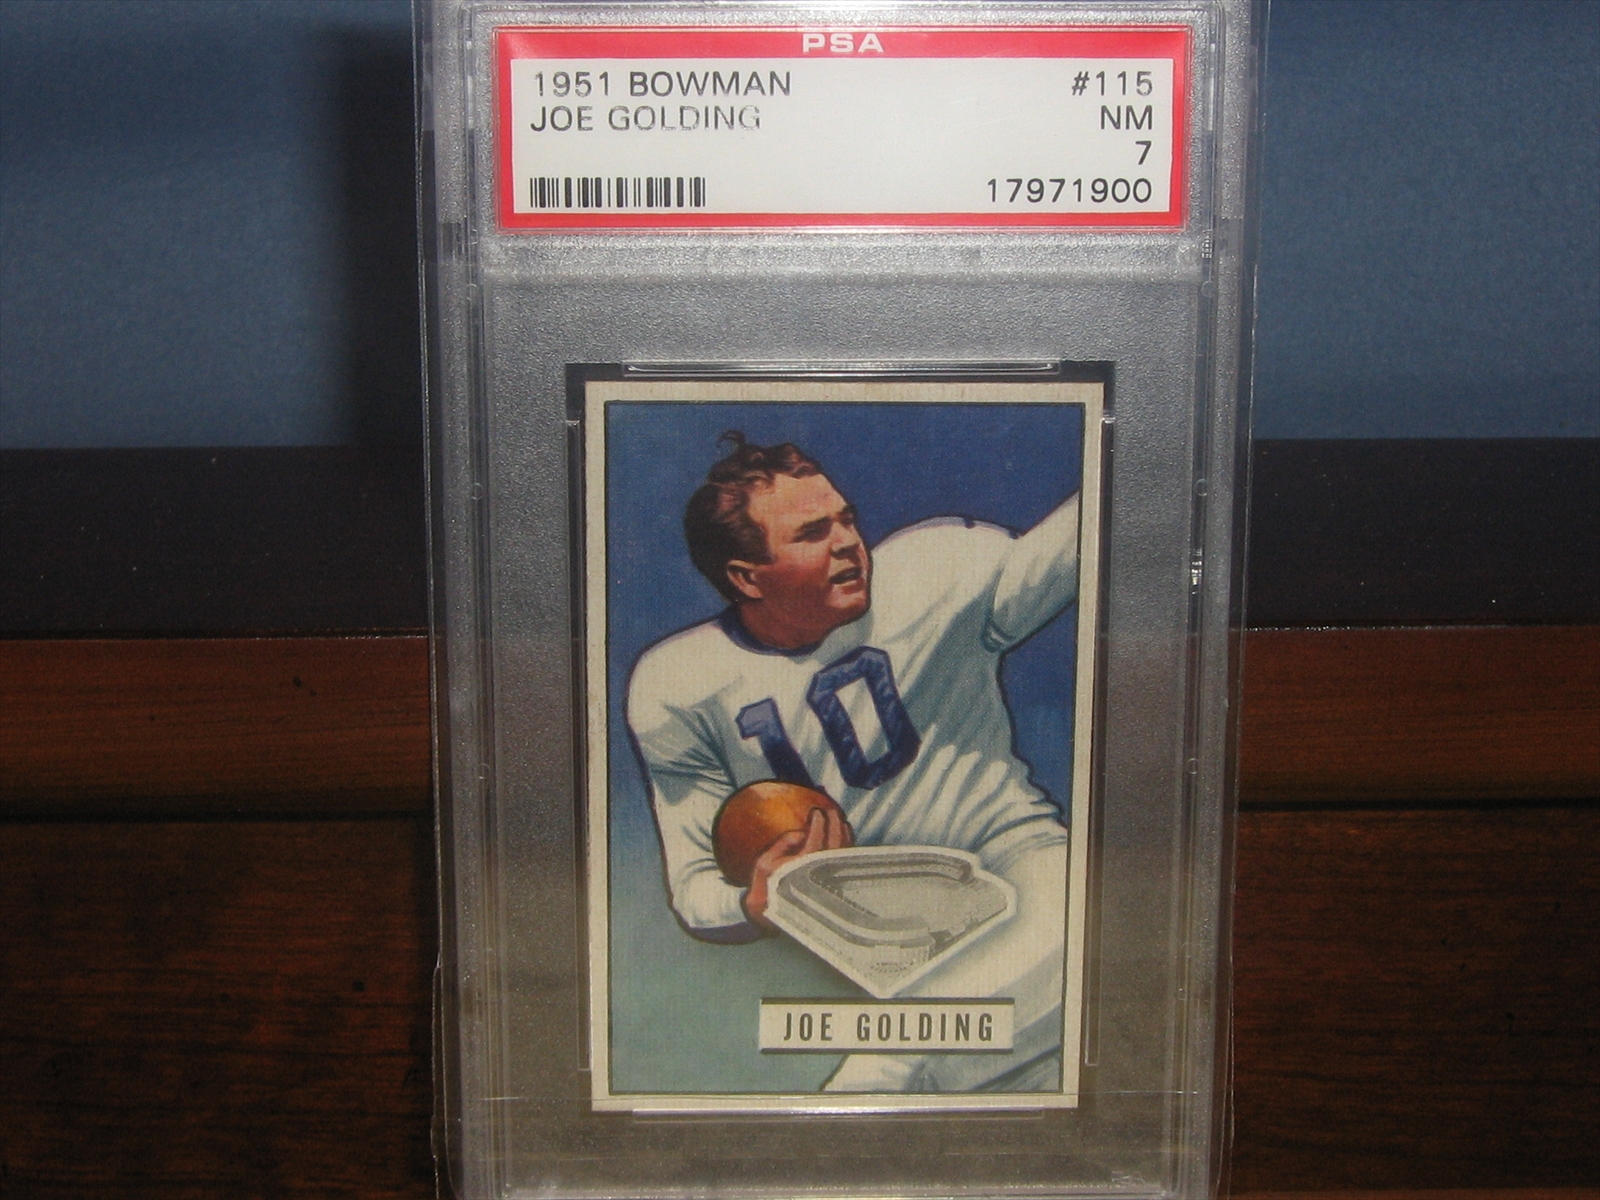 PSA
1951 BOWMAN #115
JOE GOLDING NM
7
17971900
10
JOE GOLDING